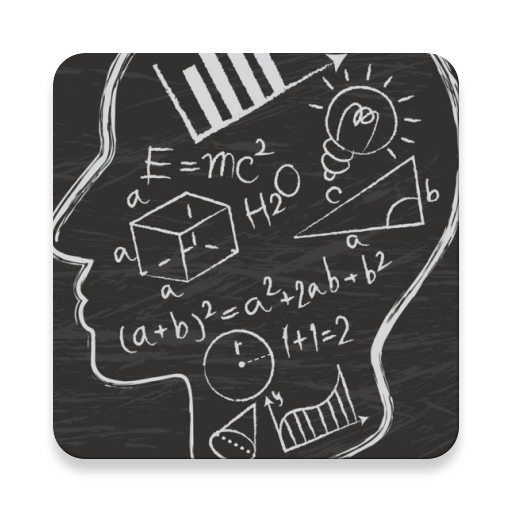 E=mc²
H2O
a
a
a
c
b
a
(a+b)²=a²+2ab+b²
r
1+1=2
y